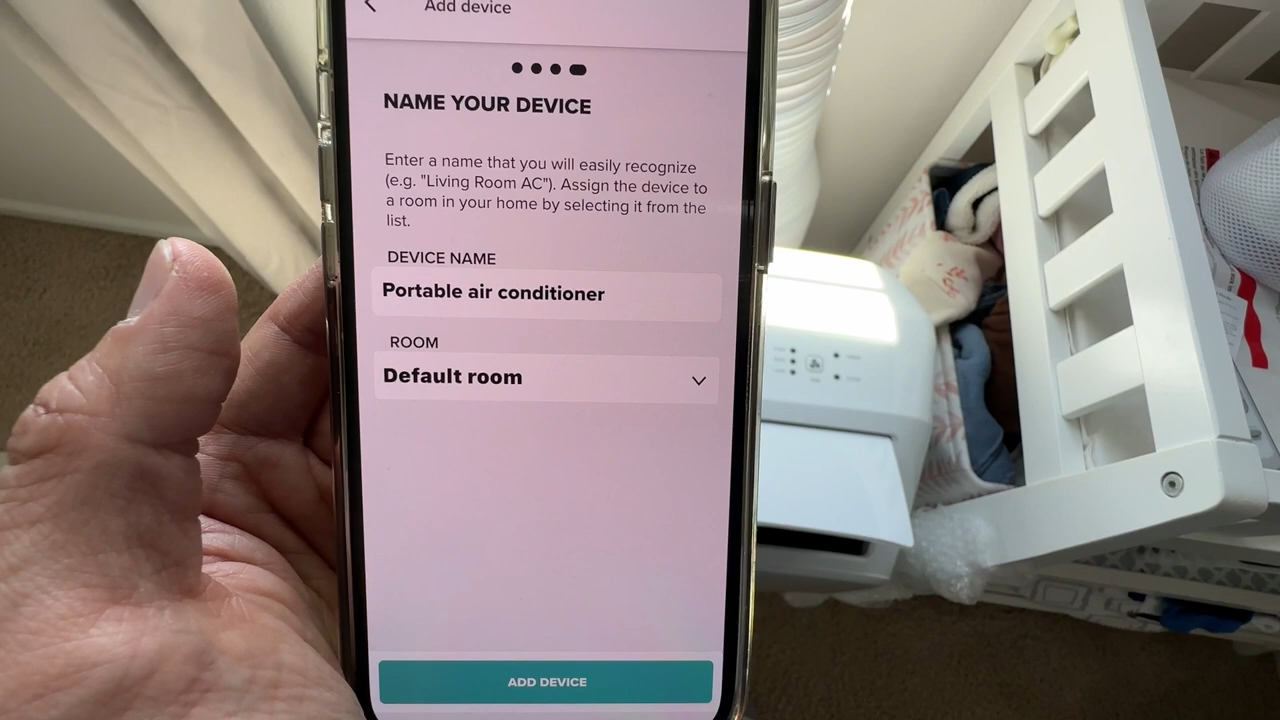 Add device
NAME YOUR DEVICE
Enter a name that you will easily recognize
(e.g. "Living Room AC"). Assign the device to
a room in your home by selecting it from the
list.
DEVICE NAME
Portable air conditioner
ROOM
Default room
ADD DEVICE